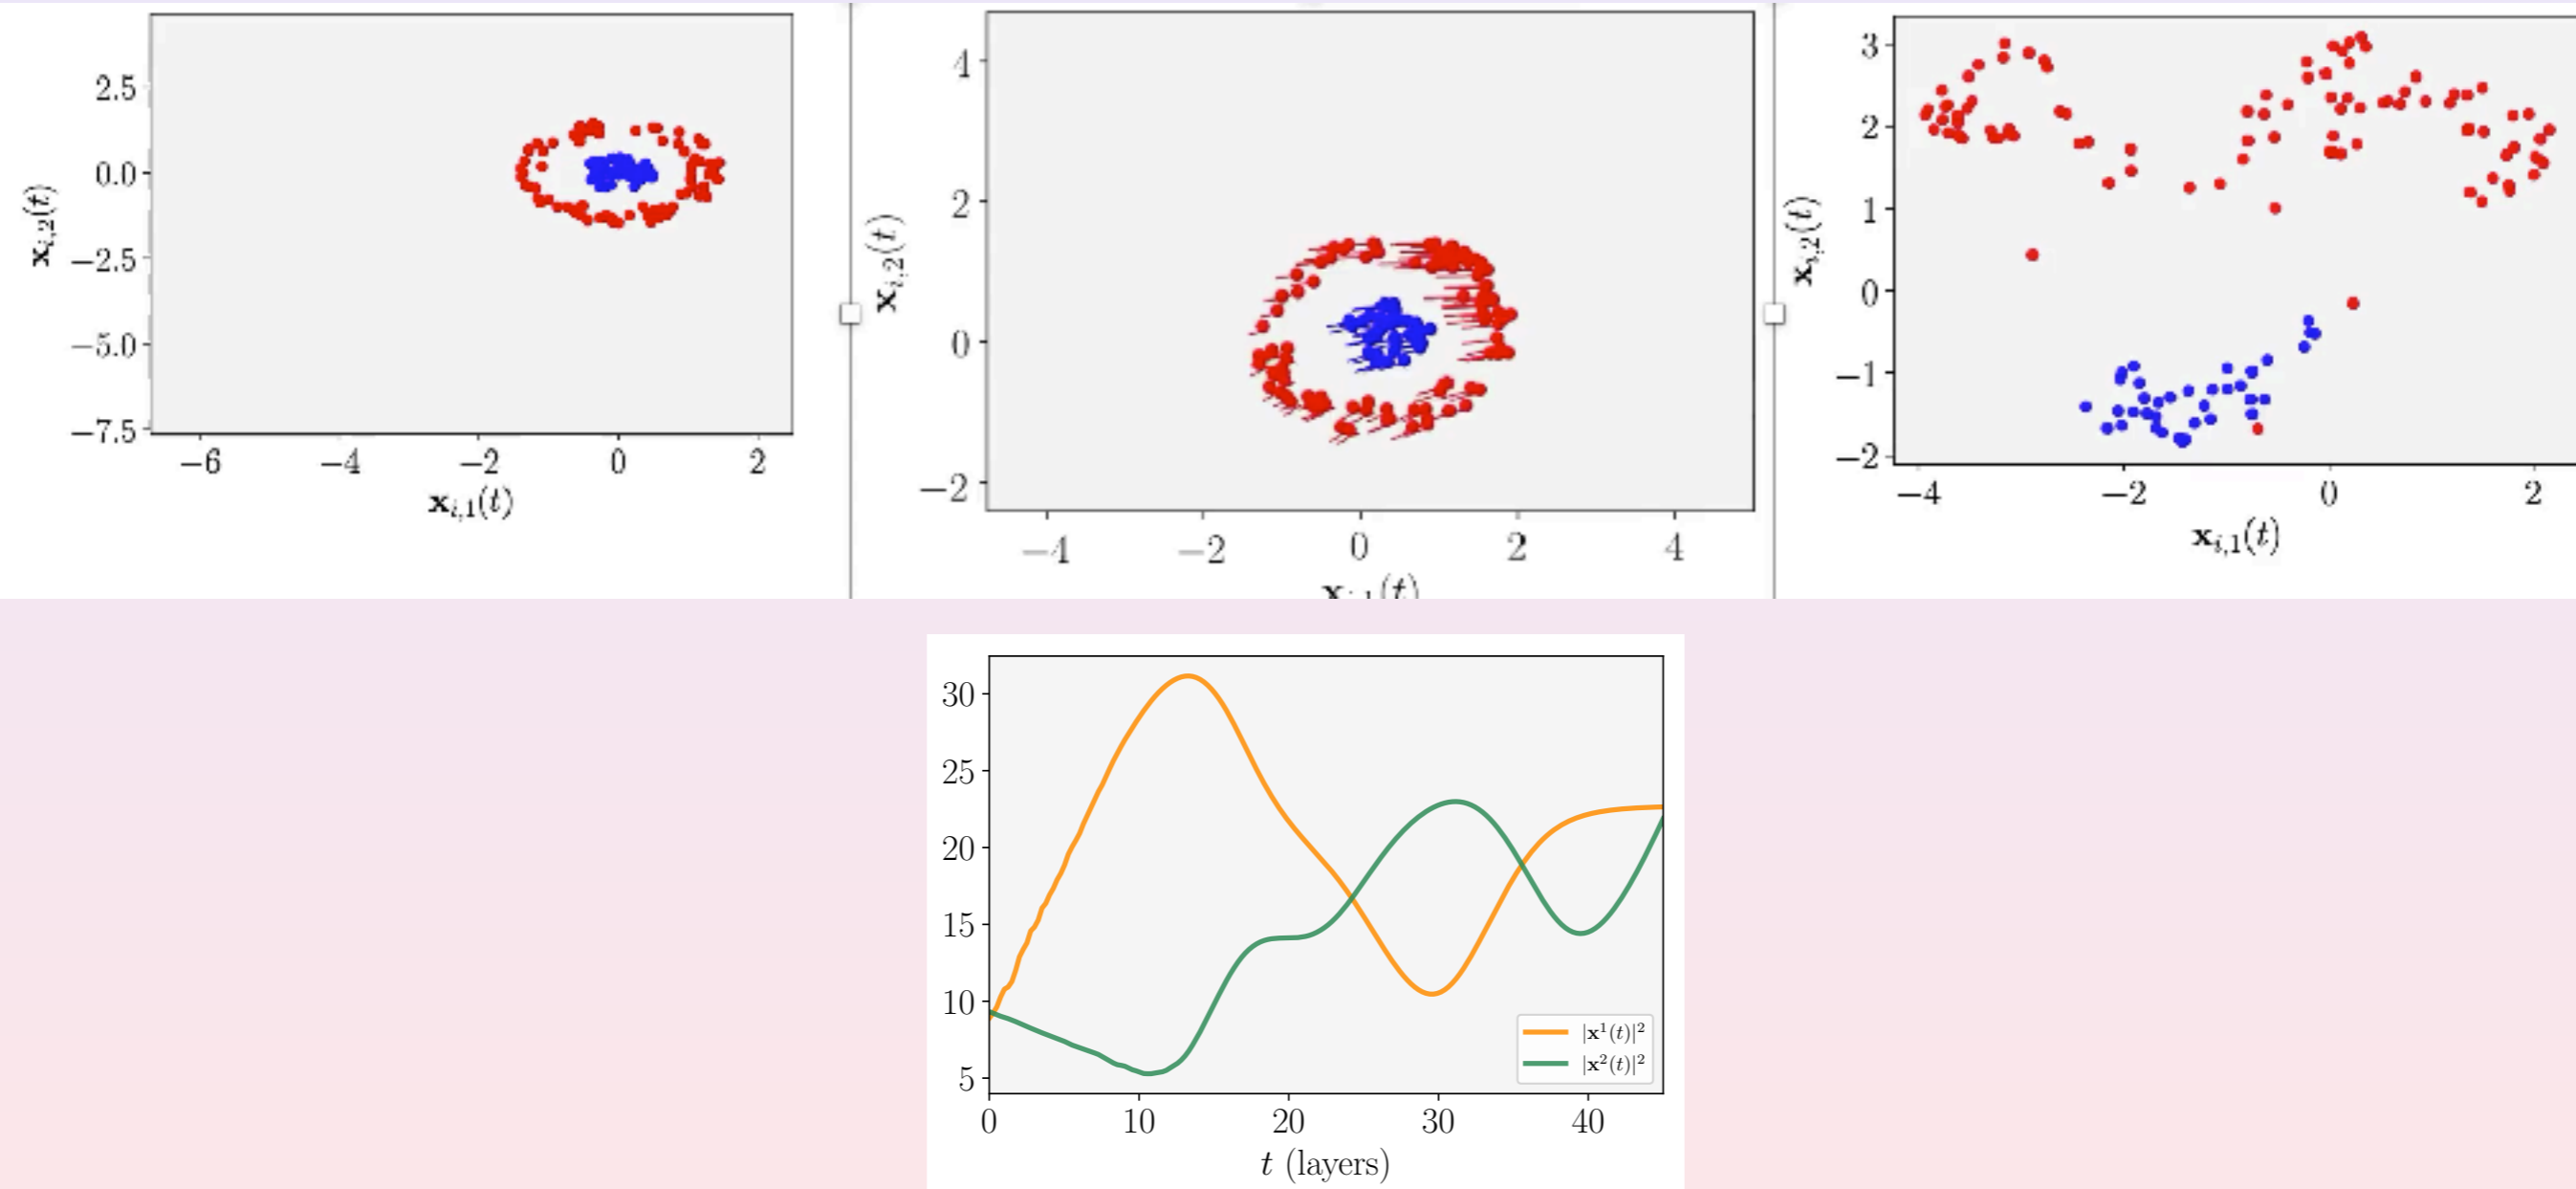 2.5
0.0
−2.5
−5.0
−7.5
x_{i,2}(t)
−6 −4 −2 0 2
x_{i,1}(t)
4
2
0
−2
x_{i,2}(t)
−4 −2 0 2 4
x_{i,1}(t)
3
2
1
0
−1
−2
x_{i,2}(t)
−4 −2 0 2
x_{i,1}(t)
30
25
20
15
10
5
|x¹(t)|²
|x²(t)|²
0 10 20 30 40
t (layers)